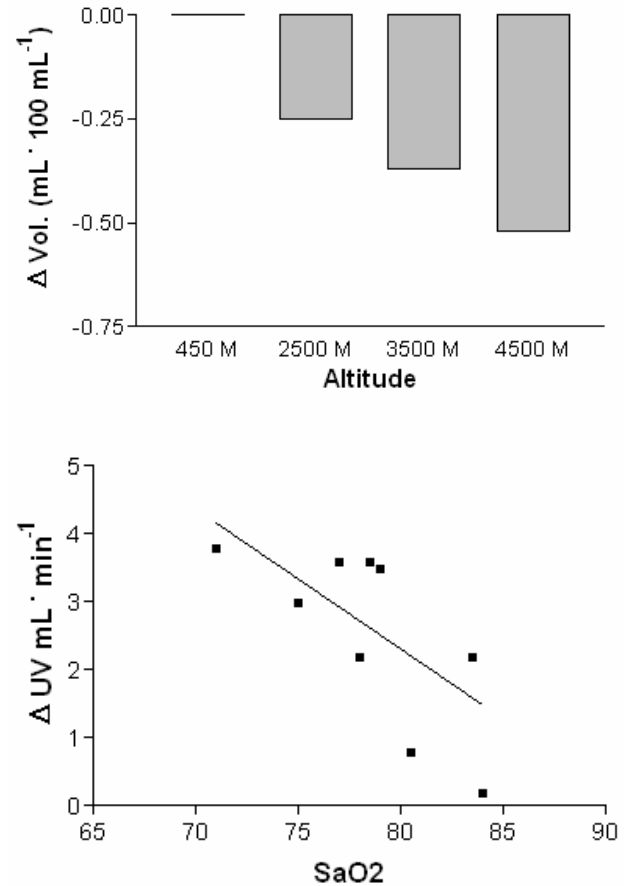 0.00
-0.25
-0.50
-0.75
Δ Vol. (mL · 100 mL⁻¹)
450 M 2500 M 3500 M 4500 M
Altitude
5
4
3
2
1
0
Δ UV mL · min⁻¹
65 70 75 80 85 90
SaO2